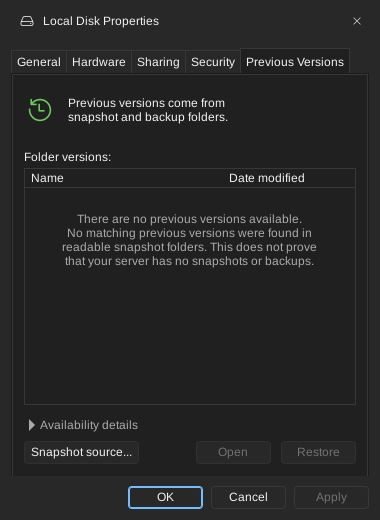 Local Disk Properties
General Hardware Sharing Security Previous Versions
Previous versions come from
snapshot and backup folders.
Folder versions:
Name Date modified
There are no previous versions available.
No matching previous versions were found in
readable snapshot folders. This does not prove
that your server has no snapshots or backups.
Availability details
Snapshot source... Open Restore
OK Cancel Apply